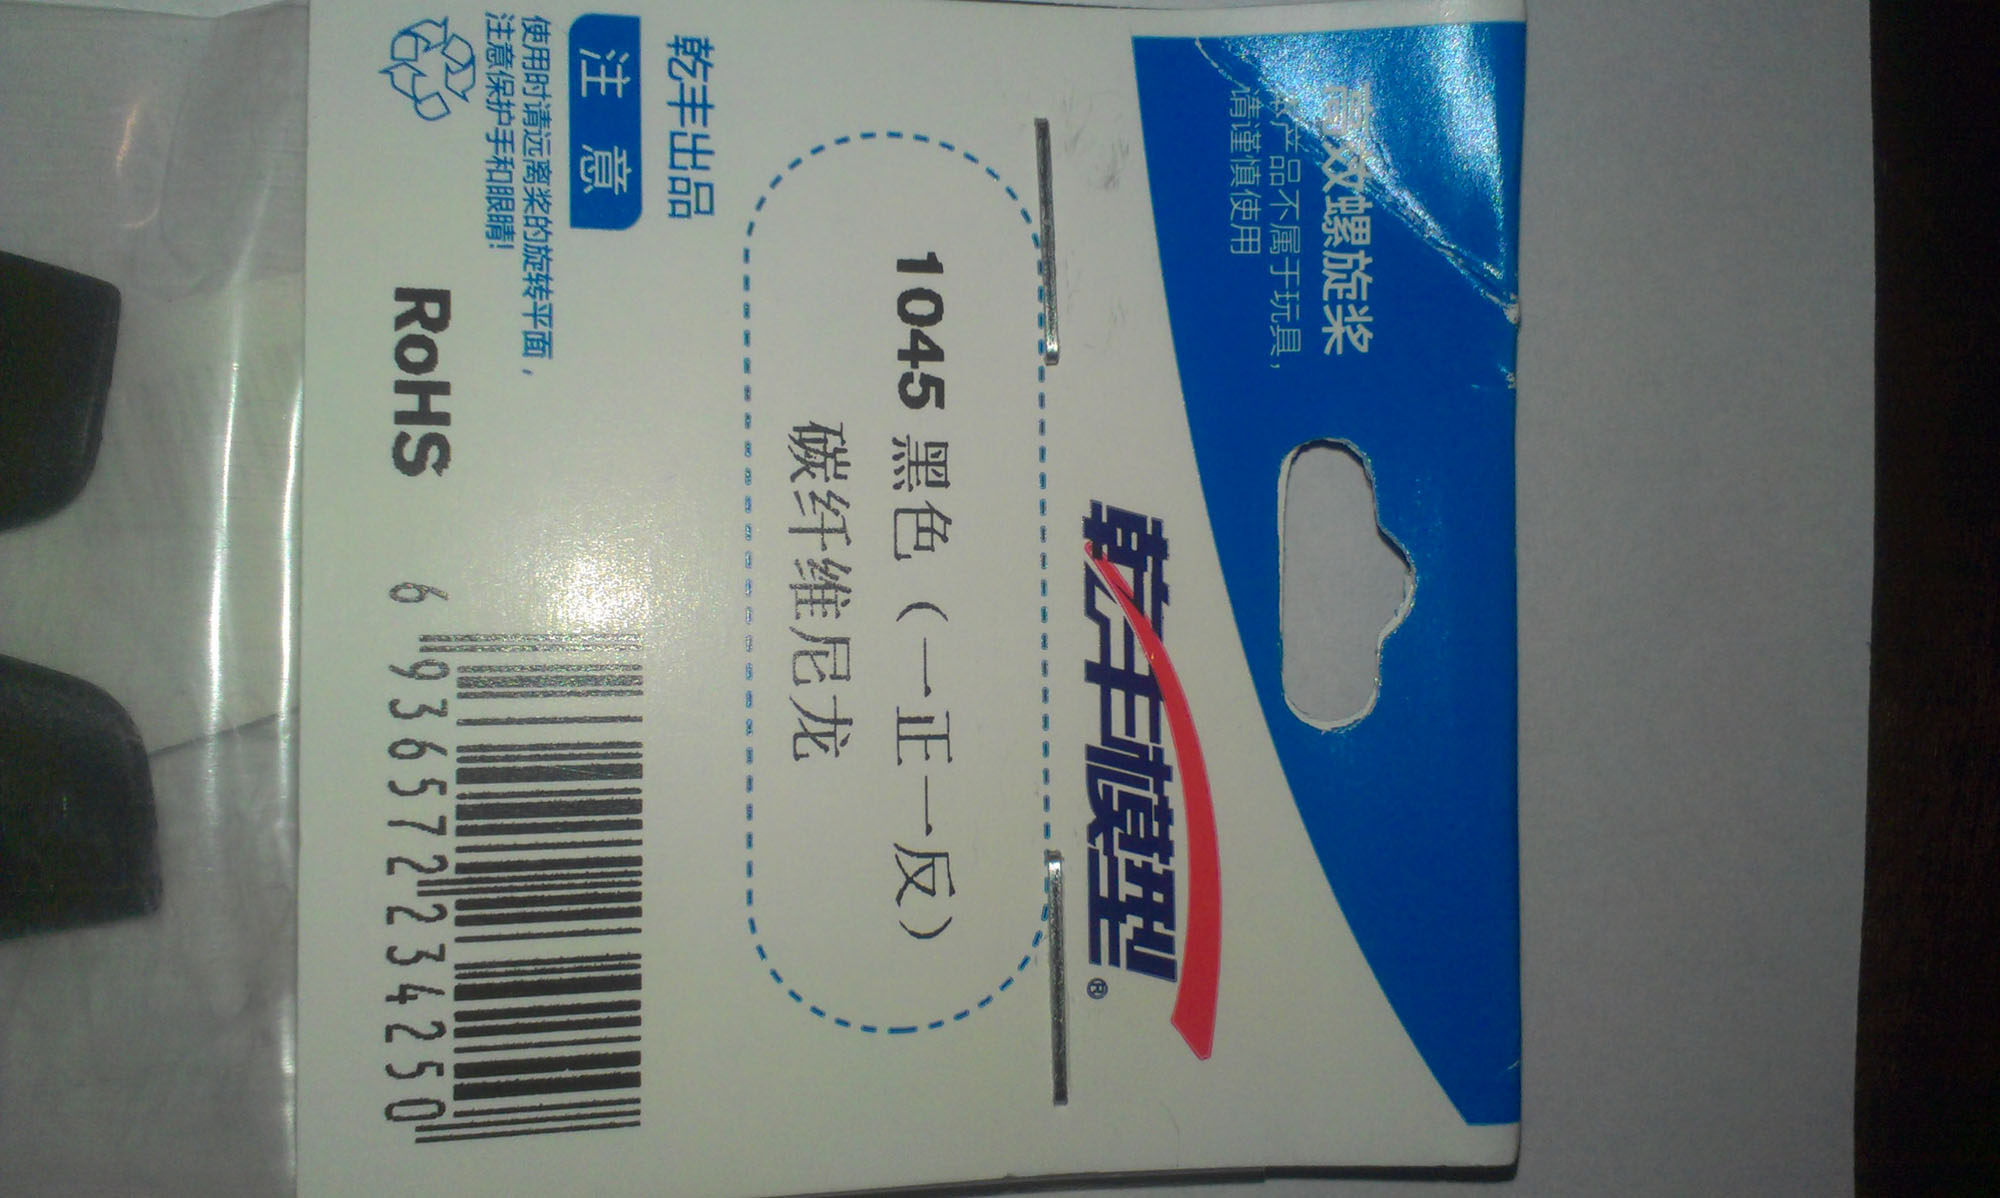 高效螺旋桨
本产品不属于玩具，
请谨慎使用
乾丰模型®
1045 黑色（一正一反）
碳纤维尼龙
乾丰出品
注 意
使用时请远离桨的旋转平面，
注意保护手和眼睛!
RoHS
6 936572 234250